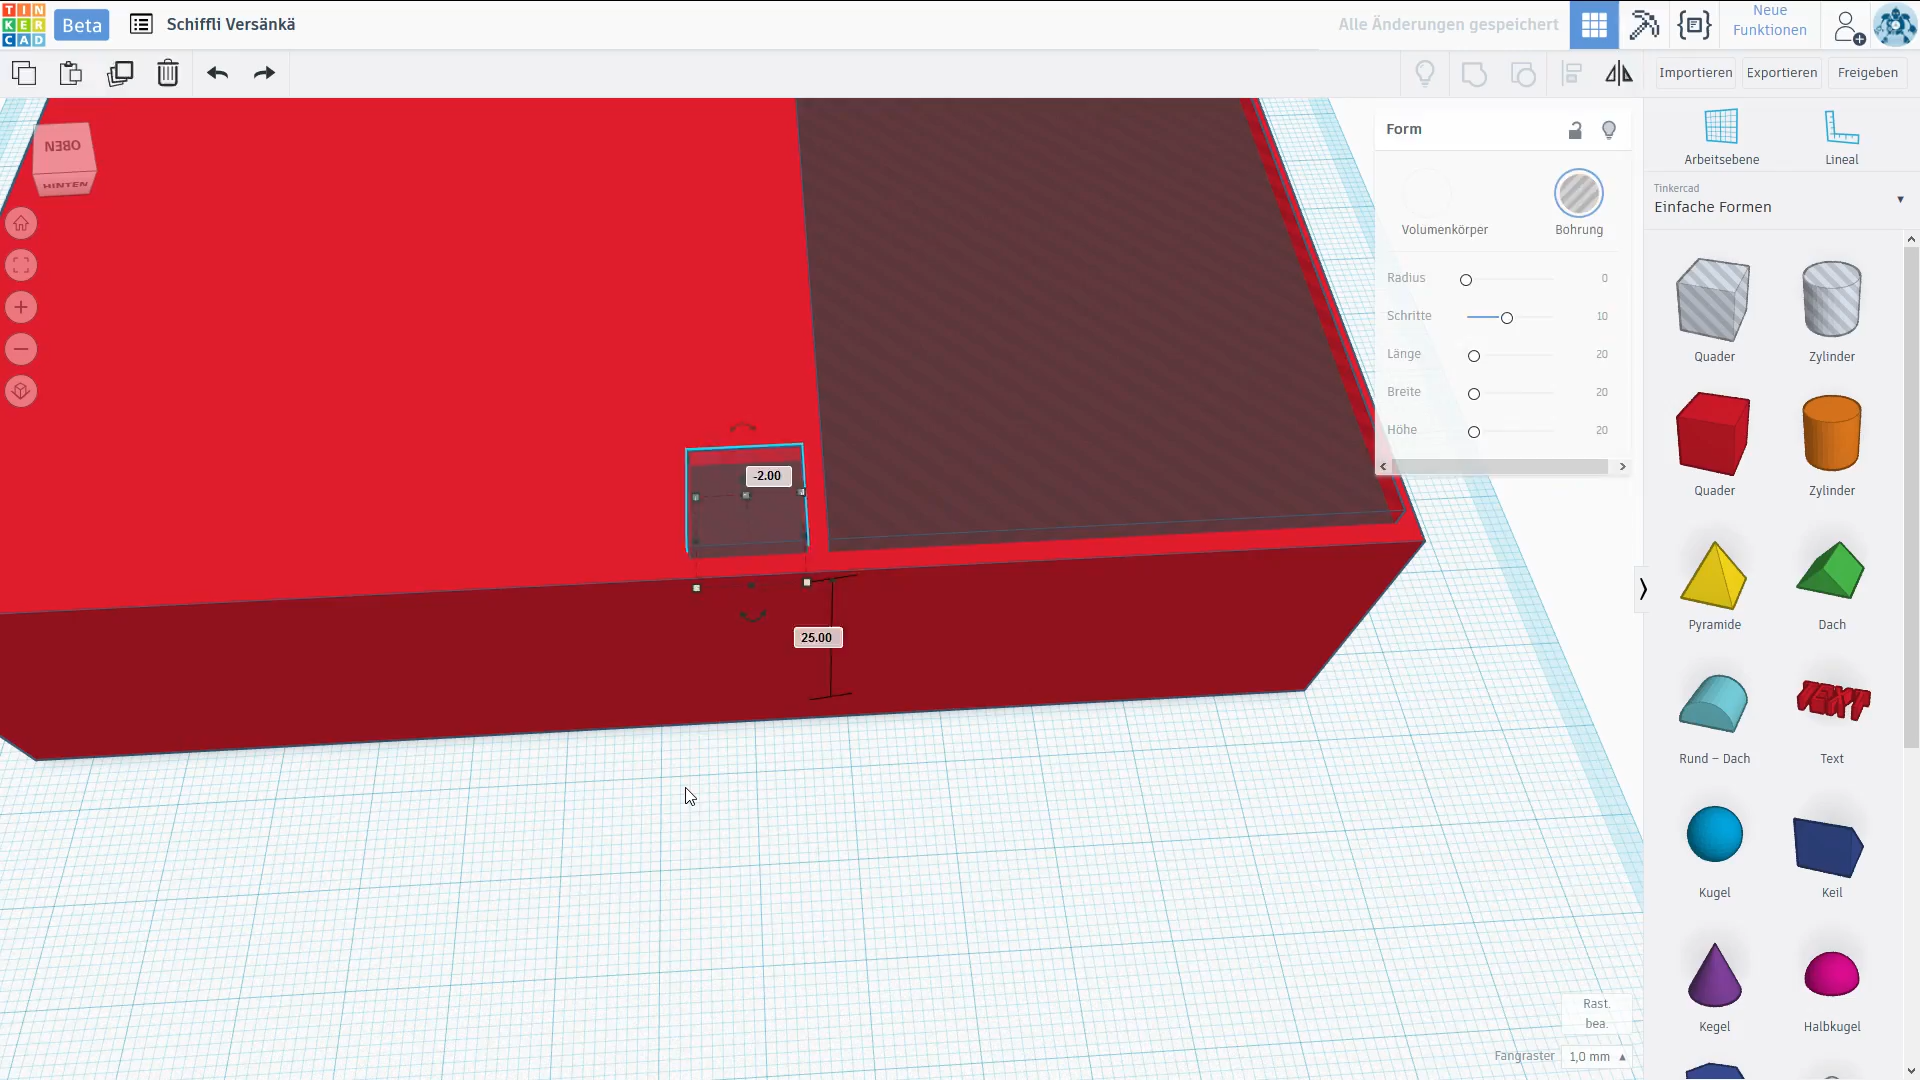 TIN
KER
CAD
Beta
Schiffli Versänkä
Alle Änderungen gespeichert
Neue
Funktionen
Importieren
Exportieren
Freigeben
OBEN
HINTEN
Form
Volumenkörper
Bohrung
Radius
0
Schritte
10
Länge
20
Breite
20
Höhe
20
-2.00
25.00
Arbeitsebene
Lineal
Tinkercad
Einfache Formen
Quader
Zylinder
Quader
Zylinder
Pyramide
Dach
TEXT
Rund – Dach
Text
Kugel
Keil
Kegel
Halbkugel
Rast.
bea.
Fangraster
1,0 mm